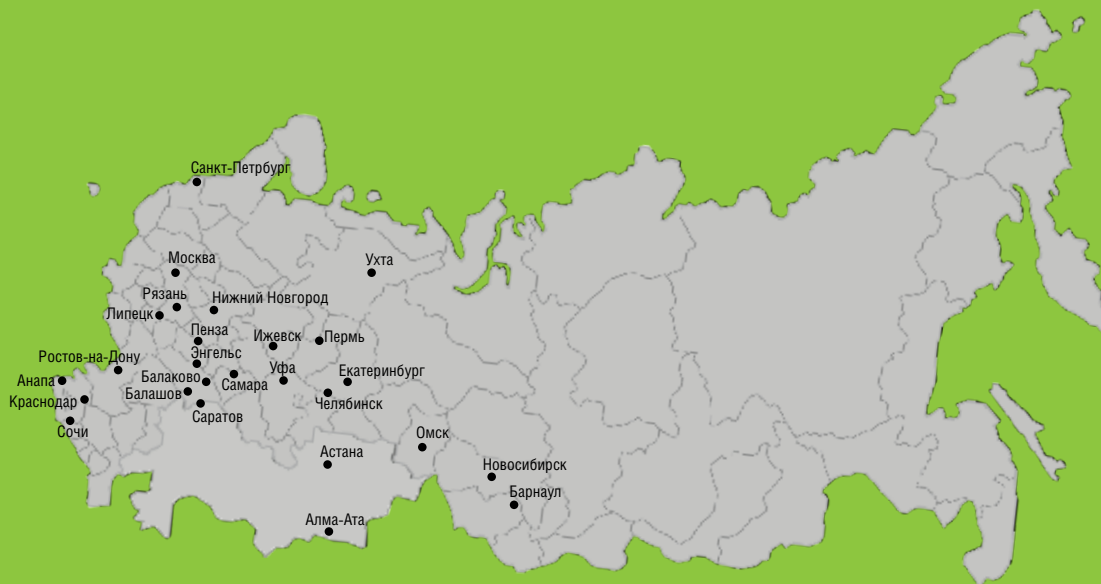 Санкт-Петрбург
Москва
Ухта
Рязань
Нижний Новгород
Липецк
Пенза
Ижевск
Пермь
Энгельс
Ростов-на-Дону
Уфа
Екатеринбург
Анапа
Балаково
Самара
Балашов
Челябинск
Краснодар
Саратов
Сочи
Омск
Астана
Новосибирск
Барнаул
Алма-Ата